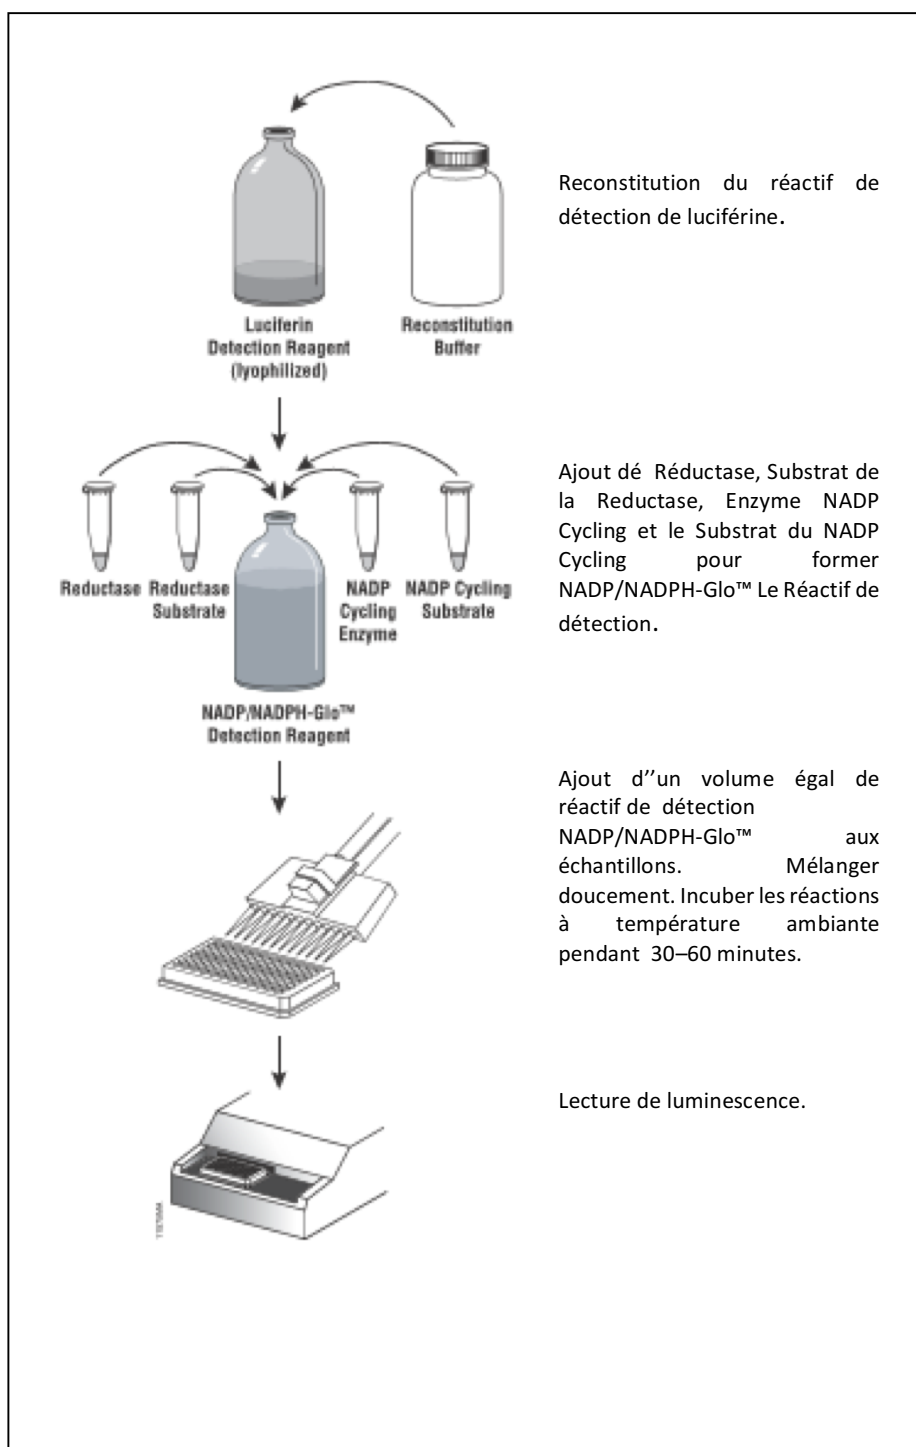 Reconstitution du réactif de
détection de luciférine.
Luciferin
Detection Reagent
(lyophilized)
Reconstitution
Buffer
Ajout dé Réductase, Substrat de
la Reductase, Enzyme NADP
Cycling et le Substrat du NADP
Cycling pour former
NADP/NADPH-Glo™ Le Réactif de
détection.
Reductase
Reductase
Substrate
NADP
Cycling
Enzyme
NADP Cycling
Substrate
NADP/NADPH-Glo™
Detection Reagent
Ajout d’’un volume égal de
réactif de détection
NADP/NADPH-Glo™ aux
échantillons. Mélanger
doucement. Incuber les réactions
à température ambiante
pendant 30–60 minutes.
Lecture de luminescence.